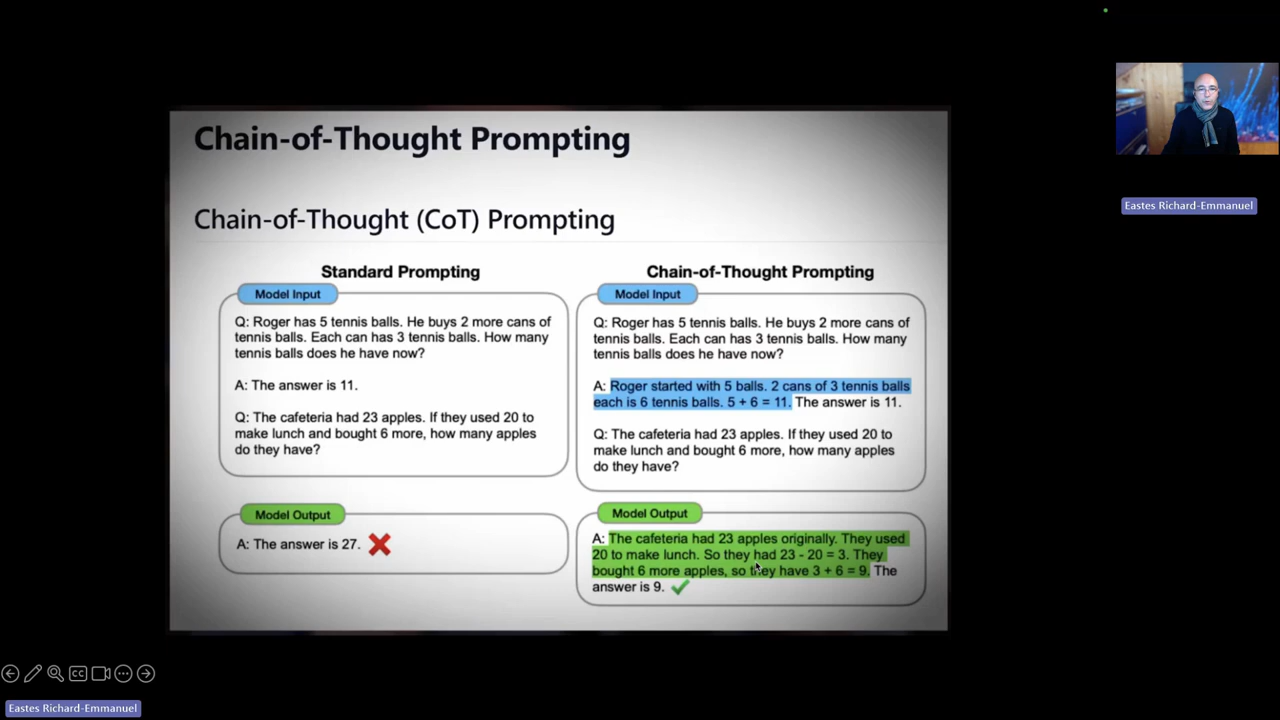 Chain-of-Thought Prompting
Chain-of-Thought (CoT) Prompting
Standard Prompting
Model Input
Q: Roger has 5 tennis balls. He buys 2 more cans of
tennis balls. Each can has 3 tennis balls. How many
tennis balls does he have now?
A: The answer is 11.
Q: The cafeteria had 23 apples. If they used 20 to
make lunch and bought 6 more, how many apples
do they have?
Model Output
A: The answer is 27.
Chain-of-Thought Prompting
Model Input
Q: Roger has 5 tennis balls. He buys 2 more cans of
tennis balls. Each can has 3 tennis balls. How many
tennis balls does he have now?
A: Roger started with 5 balls. 2 cans of 3 tennis balls
each is 6 tennis balls. 5 + 6 = 11. The answer is 11.
Q: The cafeteria had 23 apples. If they used 20 to
make lunch and bought 6 more, how many apples
do they have?
Model Output
A: The cafeteria had 23 apples originally. They used
20 to make lunch. So they had 23 - 20 = 3. They
bought 6 more apples, so they have 3 + 6 = 9. The
answer is 9.
Eastes Richard-Emmanuel
CC
Eastes Richard-Emmanuel